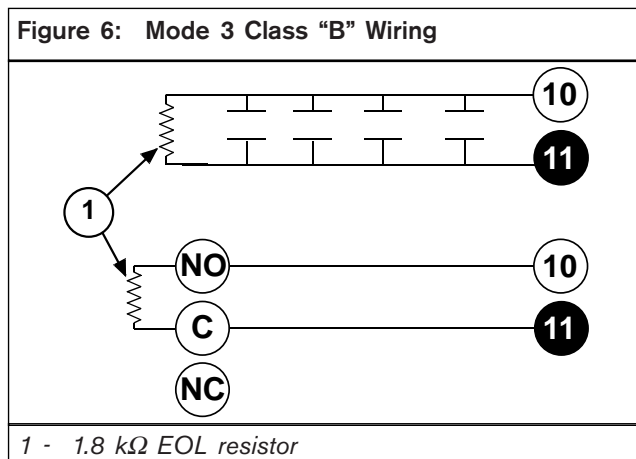 Figure 6: Mode 3 Class “B” Wiring
10
11
1
NO
10
C
11
NC
1 - 1.8 kΩ EOL resistor